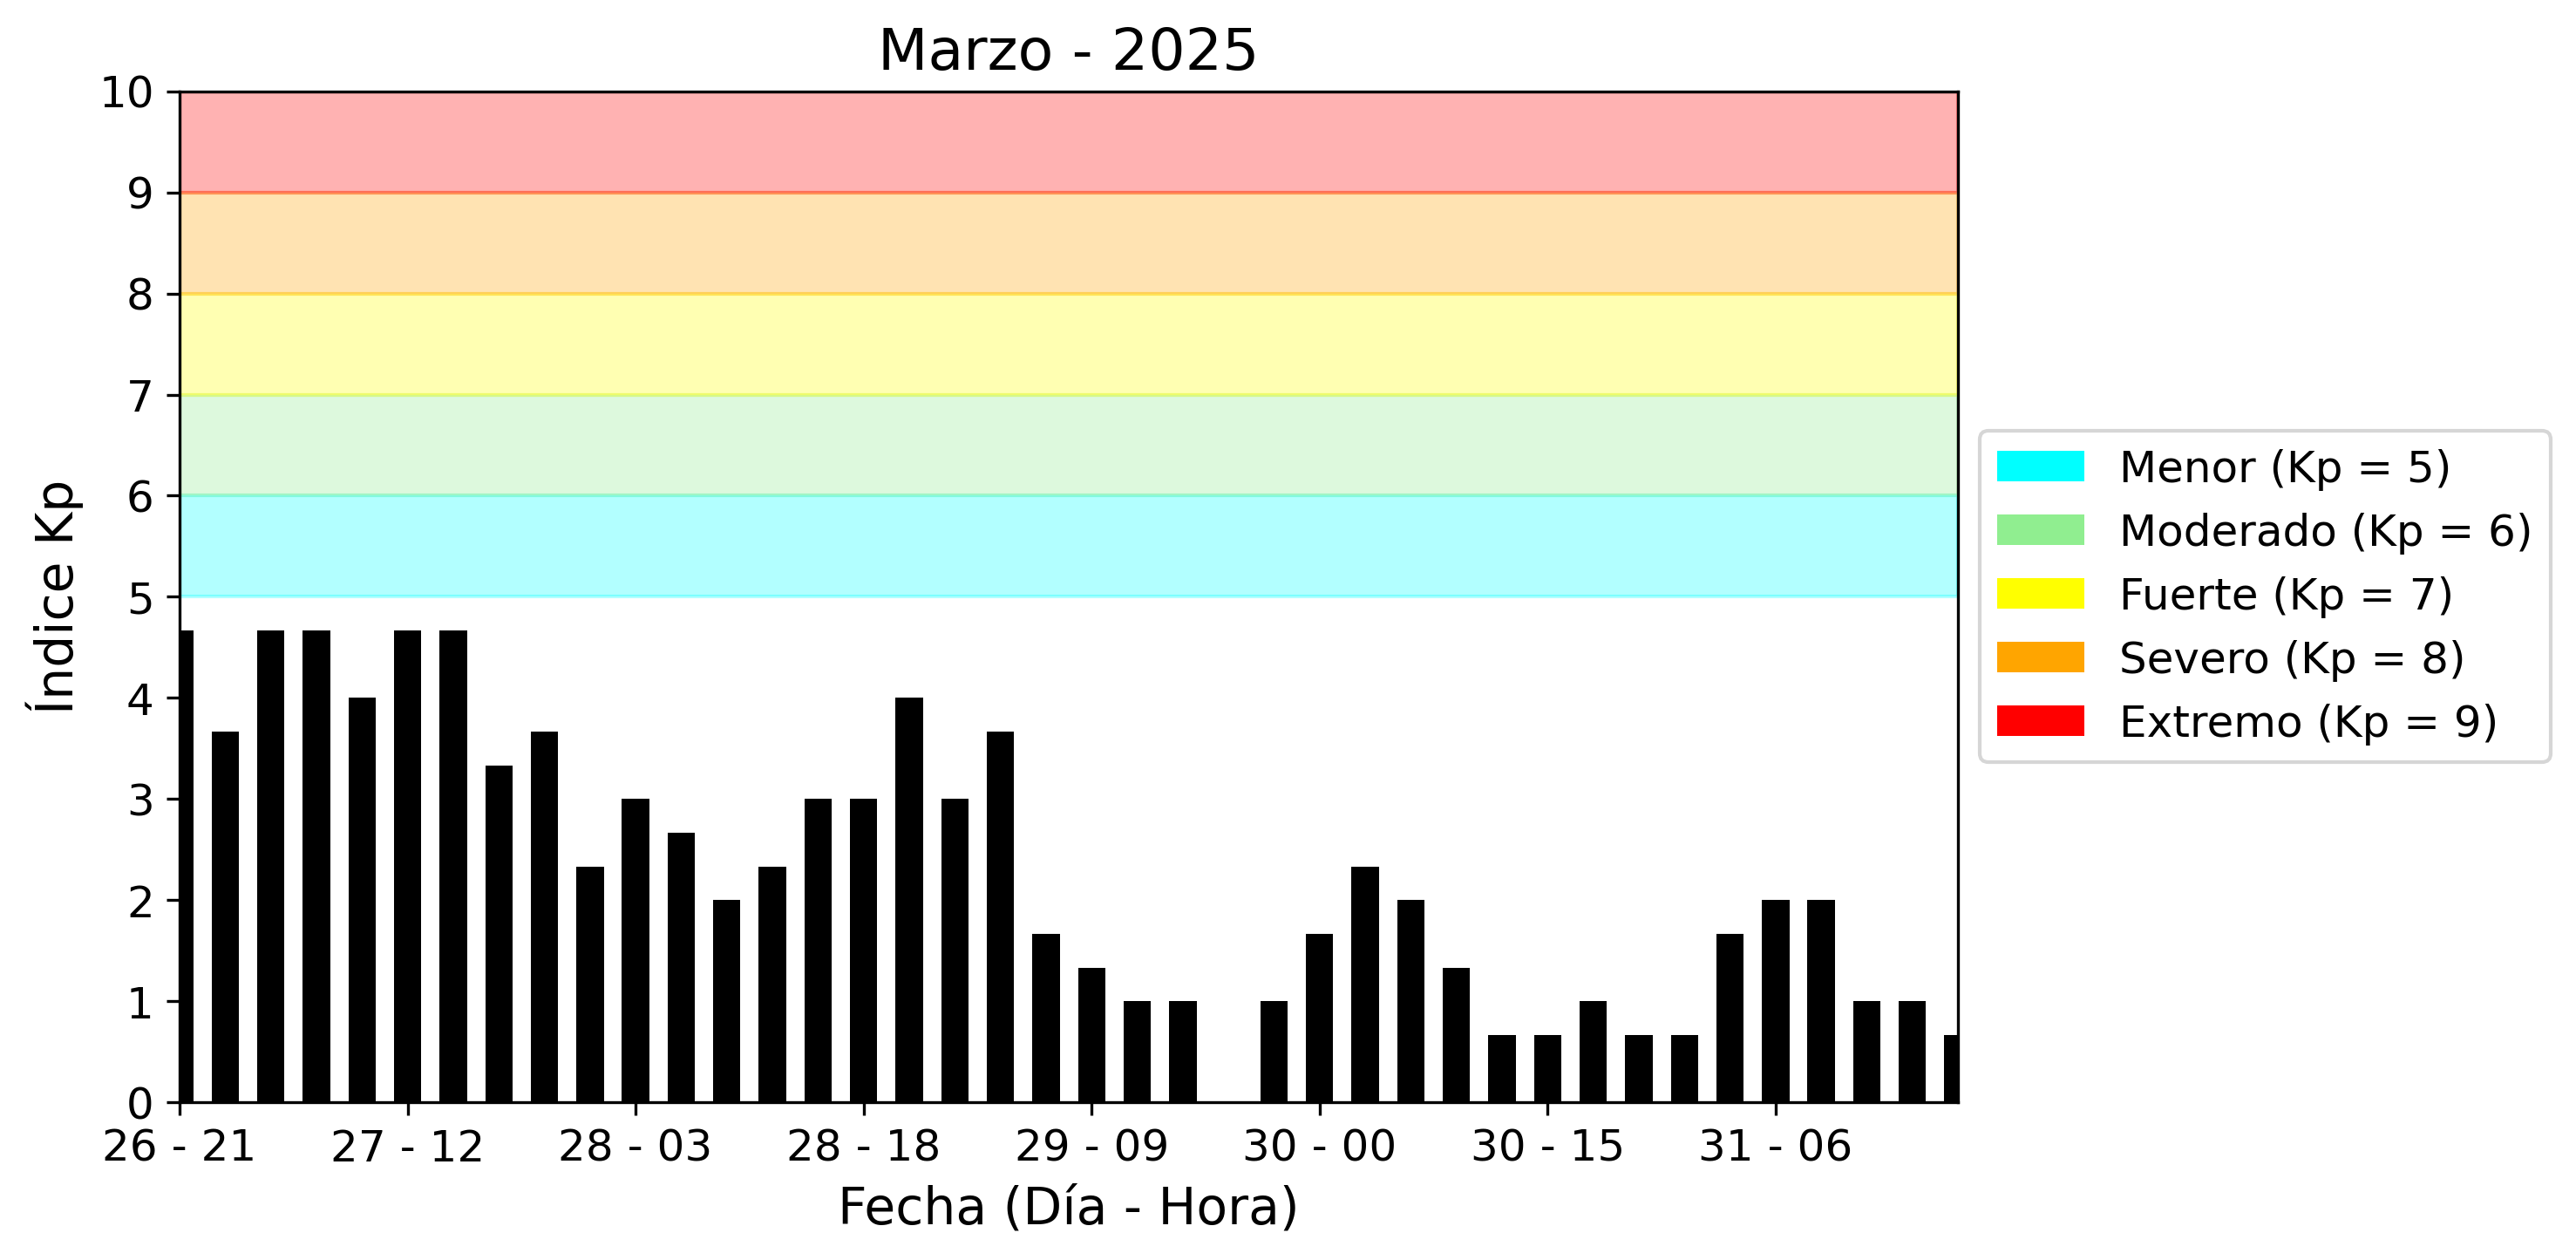 Marzo - 2025
10
9
8
7
6
5
4
3
2
1
0
Índice Kp
26 - 21
27 - 12
28 - 03
28 - 18
29 - 09
30 - 00
30 - 15
31 - 06
Fecha (Día - Hora)
Menor (Kp = 5)
Moderado (Kp = 6)
Fuerte (Kp = 7)
Severo (Kp = 8)
Extremo (Kp = 9)